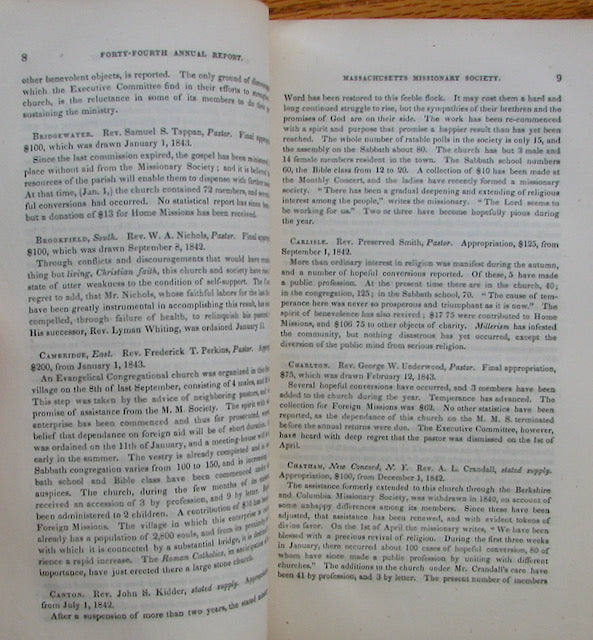 8 FORTY-FOURTH ANNUAL REPORT.
other benevolent objects, is reported. The only ground of
which the Executive Committee find in their efforts to
church, is the reluctance in some of its members to do their
sustaining the ministry.
BRIDGEWATER. Rev. Samuel S. Tappan, Pastor. Final
$100, which was drawn January 1, 1843.
Since the last commission expired, the gospel has been
place without aid from the Missionary Society; and it is
resources of the parish will enable them to dispense with further
At that time, (Jan. 1,) the church contained 72 members, and
ful conversions had occurred. No statistical report has since
but a donation of $13 for Home Missions has been received.
BROOKFIELD, South. Rev. W. A. Nichols, Pastor. Final
$100, which was drawn September 8, 1842.
Through conflicts and discouragements that would have
thing but living, Christian faith, this church and society have
state of utter weakness to the condition of self-support. The
regret to add, that Mr. Nichols, whose faithful labors for the last
have been greatly instrumental in accomplishing this result, has
compelled, through failure of health, to relinquish his
His successor, Rev. Lyman Whiting, was ordained January
CAMBRIDGE, East. Rev. Frederick T. Perkins, Pastor.
$200, from January 1, 1843.
An Evangelical Congregational church was organized in the
village on the 8th of last September, consisting of 4 males, and
This step was taken by the advice of neighboring pastors, and
promise of assistance from the M. M. Society. The spirit with
enterprise has been commenced and thus far prosecuted,
belief that dependance on foreign aid will be of short duration.
was ordained on the 11th of January, and a meeting-house will
early in the summer. The vestry is already completed and
Sabbath congregation varies from 100 to 150, and is increasing
bath school and Bible class have been commenced under
auspices. The church, during the few months of its
received an accession of 3 by profession, and 9 by letter.
been administered to 2 children. A contribution of $16 has
Foreign Missions. The village in which this enterprise is
already has a population of 2,800 souls, and from its
with which it is connected by a substantial bridge, it is destined
rience a rapid increase. The Roman Catholics, in anticipation of
importance, have just erected there a large stone church.
CANTON. Rev. John S. Kidder, stated supply.
from July 1, 1842.
After a suspension of more than two years, the stated
MASSACHUSETTS MISSIONARY SOCIETY. 9
Word has been restored to this feeble flock. It may cost them a hard and
long continued struggle to rise, but the sympathies of their brethren and the
promises of God are on their side. The work has been re-commenced
with a spirit and purpose that promise a happier result than has yet been
reached. The whole number of ratable polls in the society is only 15, and
the assembly on the Sabbath about 80. The church has but 3 male and
14 female members resident in the town. The Sabbath school numbers
60, the Bible class from 12 to 20. A collection of $10 has been made at
the Monthly Concert, and the ladies have recently formed a missionary
society. "There has been a gradual deepening and extending of religious
interest among the people," writes the missionary. "The Lord seems to
be working for us." Two or three have become hopefully pious during
the year.
CARLISLE. Rev. Preserved Smith, Pastor. Appropriation, $125, from
September 1, 1842.
More than ordinary interest in religion was manifest during the autumn,
and a number of hopeful conversions reported. Of these, 5 have made
a public profession. At the present time there are in the church, 40;
in the congregation, 125; in the Sabbath school, 70. "The cause of tem-
perance here was never so prosperous and triumphant as it is now." The
spirit of benevolence has also revived; $17 75 were contributed to Home
Missions, and $106 75 to other objects of charity. Millerism has infested
the community, but nothing disastrous has yet occurred, except the
diversion of the public mind from serious religion.
CHARLTON. Rev. George W. Underwood, Pastor. Final appropriation,
$75, which was drawn February 12, 1843.
Several hopeful conversions have occurred, and 3 members have been
added to the church during the year. Temperance has advanced. The
collection for Foreign Missions was $62. No other statistics have been
reported, as the dependance of this church on the M. M. S. terminated
before the annual returns were due. The Executive Committee, however,
have heard with deep regret that the pastor was dismissed on the 1st of
April.
CHATHAM, New Concord, N. Y. Rev. A. L. Crandall, stated supply.
Appropriation, $100, from December 1, 1842.
The assistance formerly extended to this church through the Berkshire
and Columbia Missionary Society, was withdrawn in 1840, on account of
some unhappy differences among its members. Since these have been
adjusted, that assistance has been renewed, and with evident tokens of
divine favor. On the 1st of April the missionary writes, "We have been
blessed with a precious revival of religion. During the first three weeks
in January, there occurred about 100 cases of hopeful conversion, 80 of
whom have since made a public profession by uniting with different
churches." The additions to the church under Mr. Crandall's care have
been 41 by profession, and 3 by letter. The present number of members